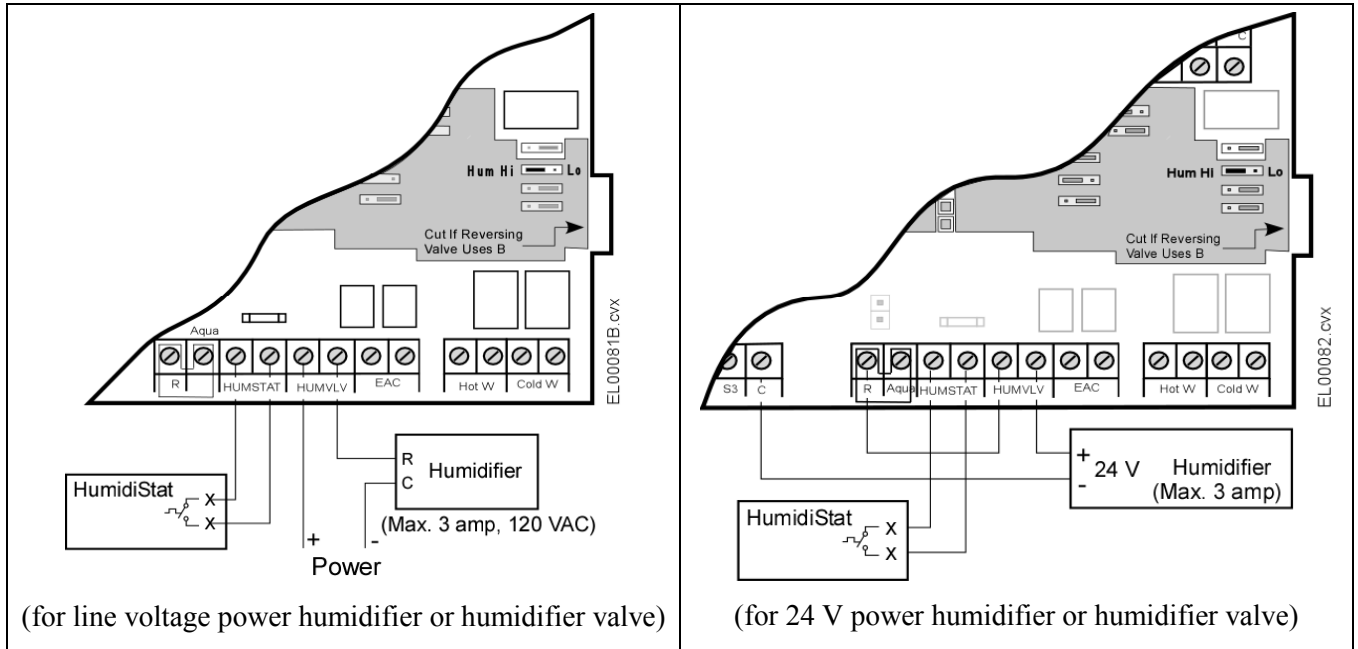 Hum Hi Lo
Cut If Reversing
Valve Uses B
EL00081B.cvx
Aqua
R HUMSTAT HUMVLV EAC Hot W Cold W
HumidiStat
X
X
R
C
Humidifier
(Max. 3 amp, 120 VAC)
+ -
Power
(for line voltage power humidifier or humidifier valve)
C
Hum Hi Lo
Cut If Reversing
Valve Uses B
EL00082.cvx
S3 C R Aqua HUMSTAT HUMVLV EAC Hot W Cold W
+
-
24 V
Humidifier
(Max. 3 amp)
HumidiStat
X
X
(for 24 V power humidifier or humidifier valve)